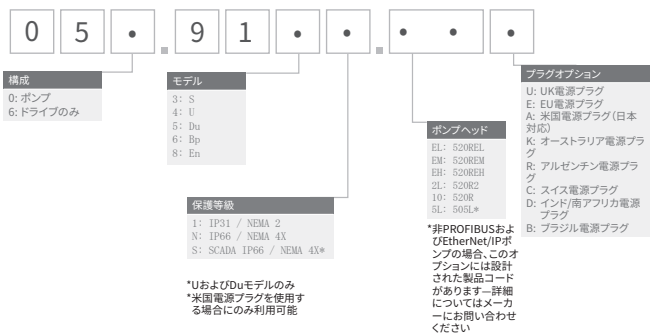 0 5 • . 9 1 • • . • • •
構成
0: ポンプ
6: ドライブのみ
モデル
3: S
4: U
5: Du
6: Bp
8: En
保護等級
1: IP31 / NEMA 2
N: IP66 / NEMA 4X
S: SCADA IP66 / NEMA 4X*
*UおよびDuモデルのみ
*米国電源プラグを使用す
る場合にのみ利用可能
ポンプヘッド
EL: 520REL
EM: 520REM
EH: 520REH
2L: 520R2
10: 520R
5L: 505L*
*非PROFIBUSおよ
びEtherNet/IPポ
ンプの場合、このオ
プションには設計
された製品コード
があります—詳細
についてはメーカ
ーにお問い合わせ
ください
プラグオプション
U: UK電源プラグ
E: EU電源プラグ
A: 米国電源プラグ（日本
対応）
K: オーストラリア電源プラ
グ
R: アルゼンチン電源プラ
グ
C: スイス電源プラグ
D: インド/南アフリカ電源
プラグ
B: ブラジル電源プラグ